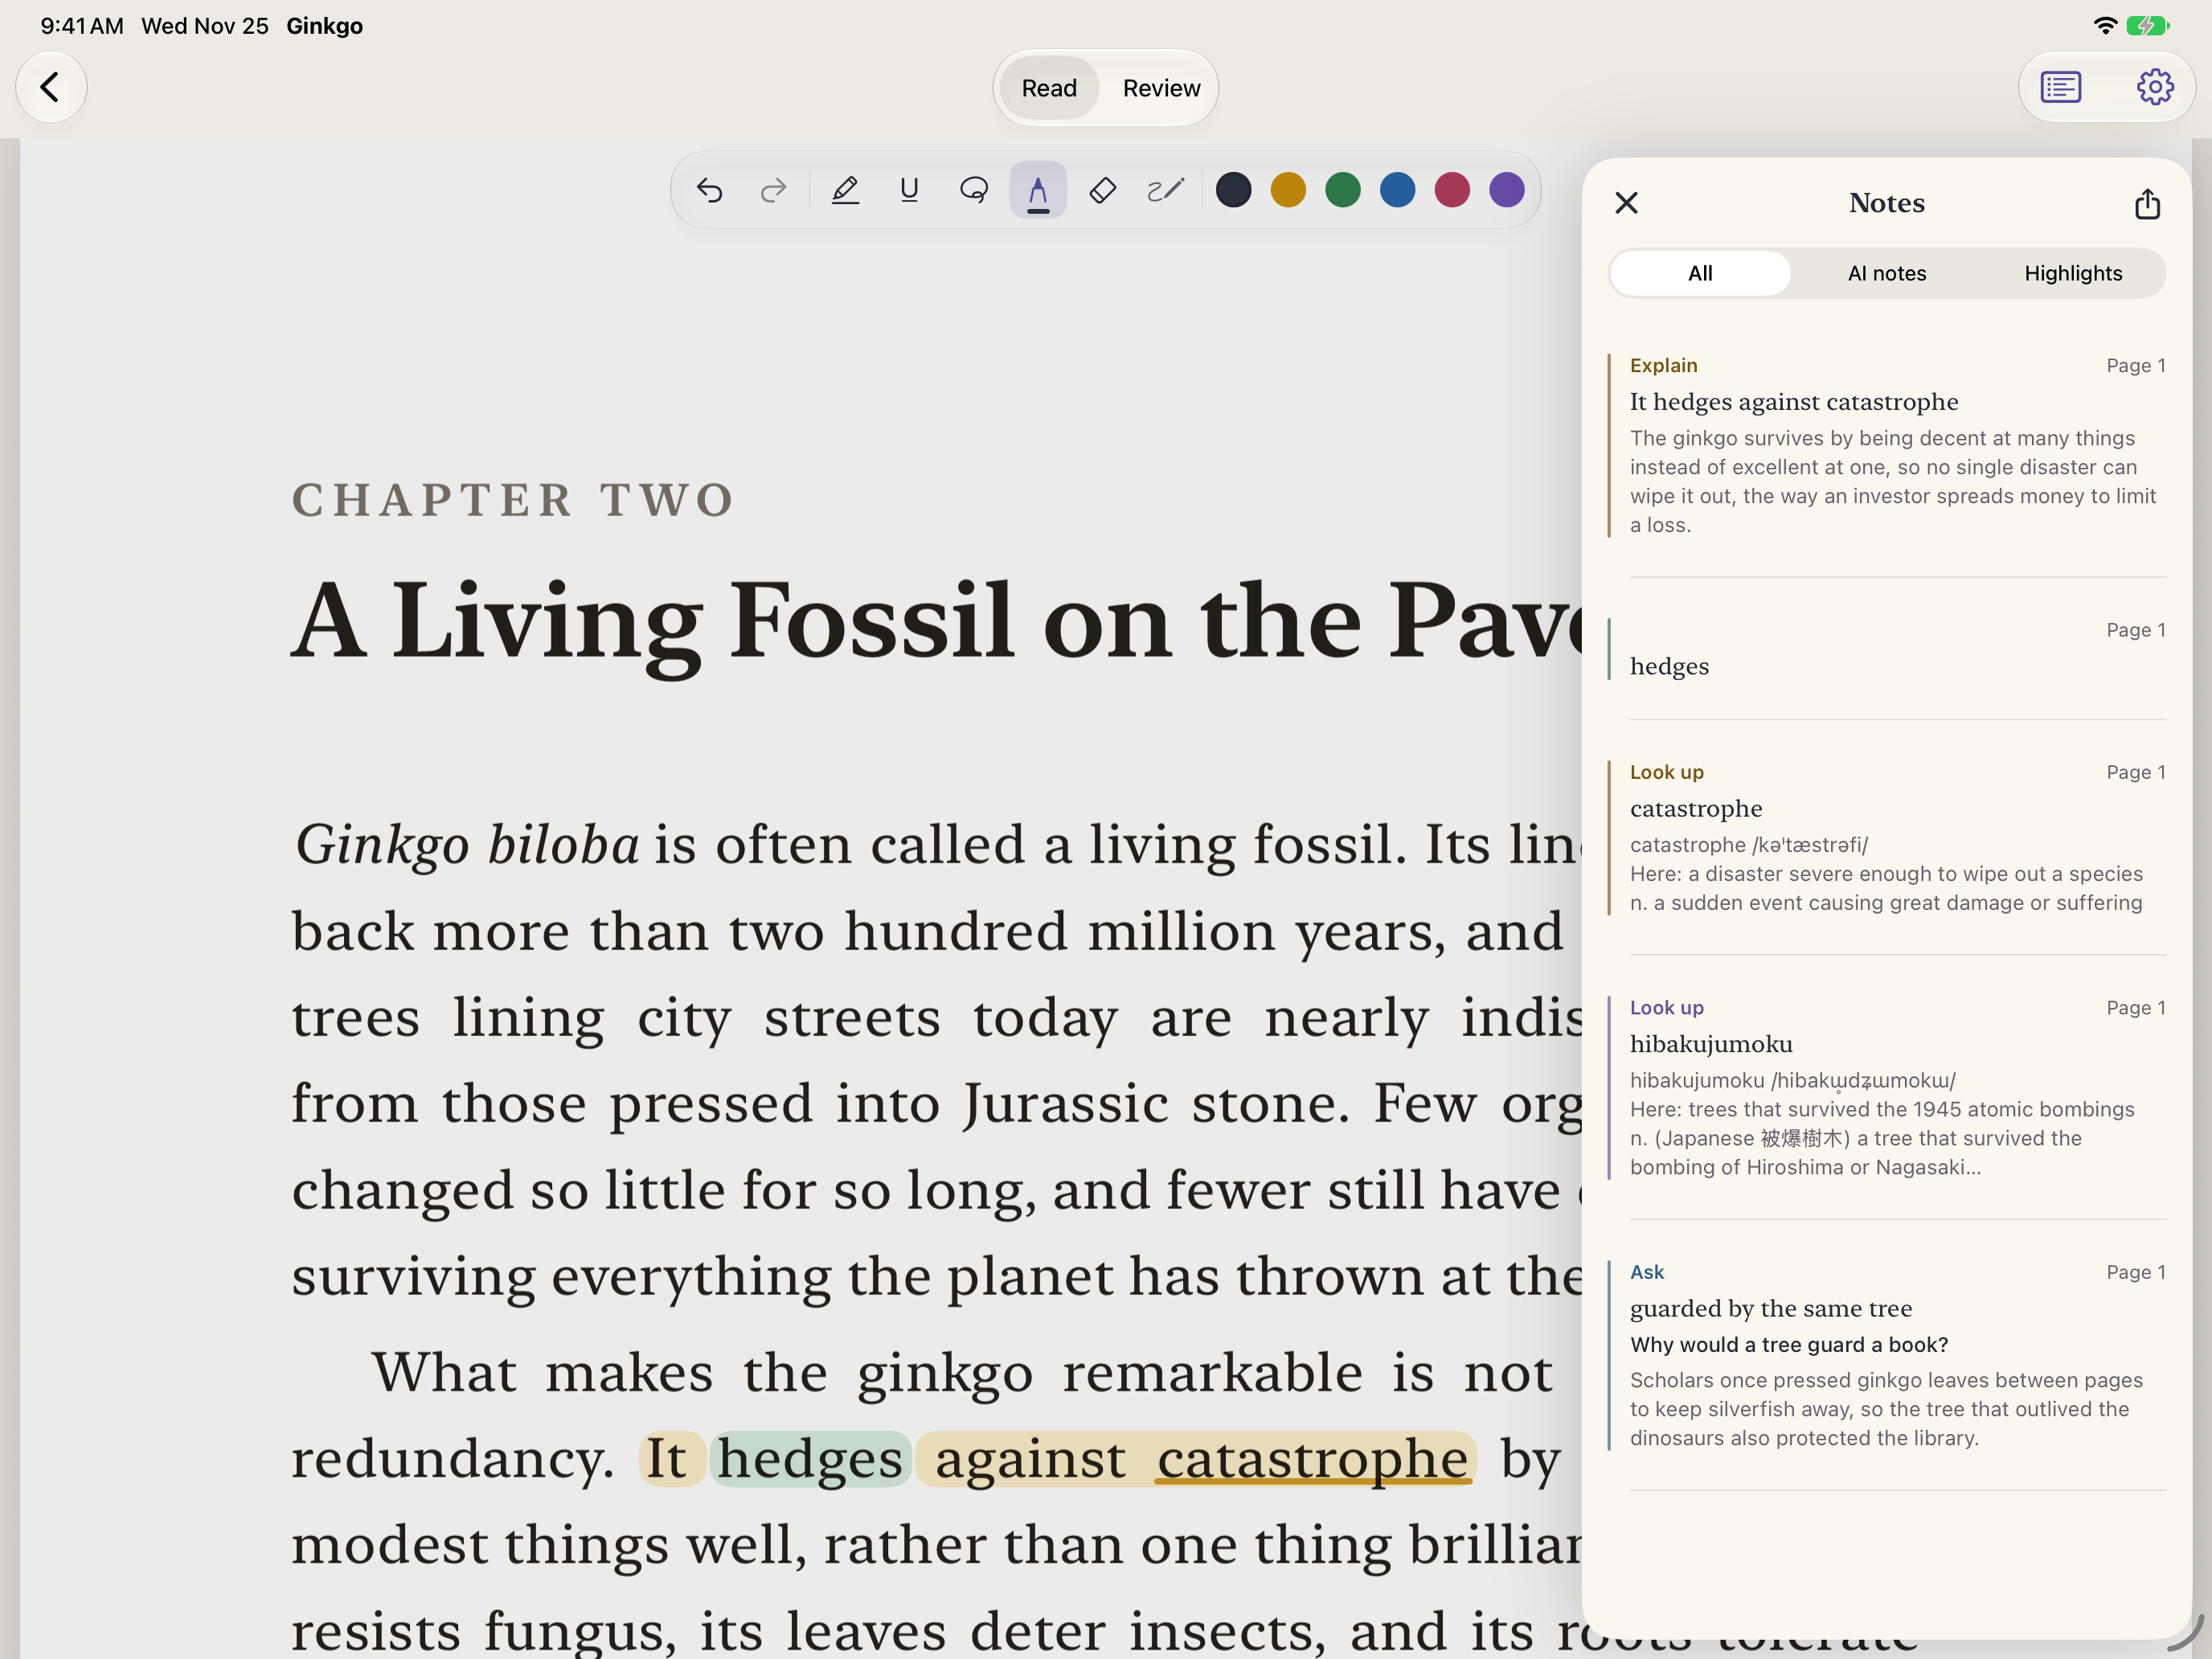 9:41 AM Wed Nov 25 Ginkgo
Read Review
CHAPTER TWO
A Living Fossil on the
Ginkgo biloba is often called a living fossil. Its
back more than two hundred million years, and
trees lining city streets today are nearly
from those pressed into Jurassic stone. Few
changed so little for so long, and fewer still have
surviving everything the planet has thrown at
What makes the ginkgo remarkable is not
redundancy. It hedges against catastrophe by
modest things well, rather than one thing
resists fungus, its leaves deter insects, and its roots tolerate
Notes
All AI notes Highlights
Explain Page 1
It hedges against catastrophe
The ginkgo survives by being decent at many things
instead of excellent at one, so no single disaster can
wipe it out, the way an investor spreads money to limit
a loss.
Page 1
hedges
Look up Page 1
catastrophe
catastrophe /kəˈtæstrəfi/
Here: a disaster severe enough to wipe out a species
n. a sudden event causing great damage or suffering
Look up Page 1
hibakujumoku
hibakujumoku /hibakɯ̥dʑɯmokɯ/
Here: trees that survived the 1945 atomic bombings
n. (Japanese 被爆樹木) a tree that survived the
bombing of Hiroshima or Nagasaki...
Ask Page 1
guarded by the same tree
Why would a tree guard a book?
Scholars once pressed ginkgo leaves between pages
to keep silverfish away, so the tree that outlived the
dinosaurs also protected the library.